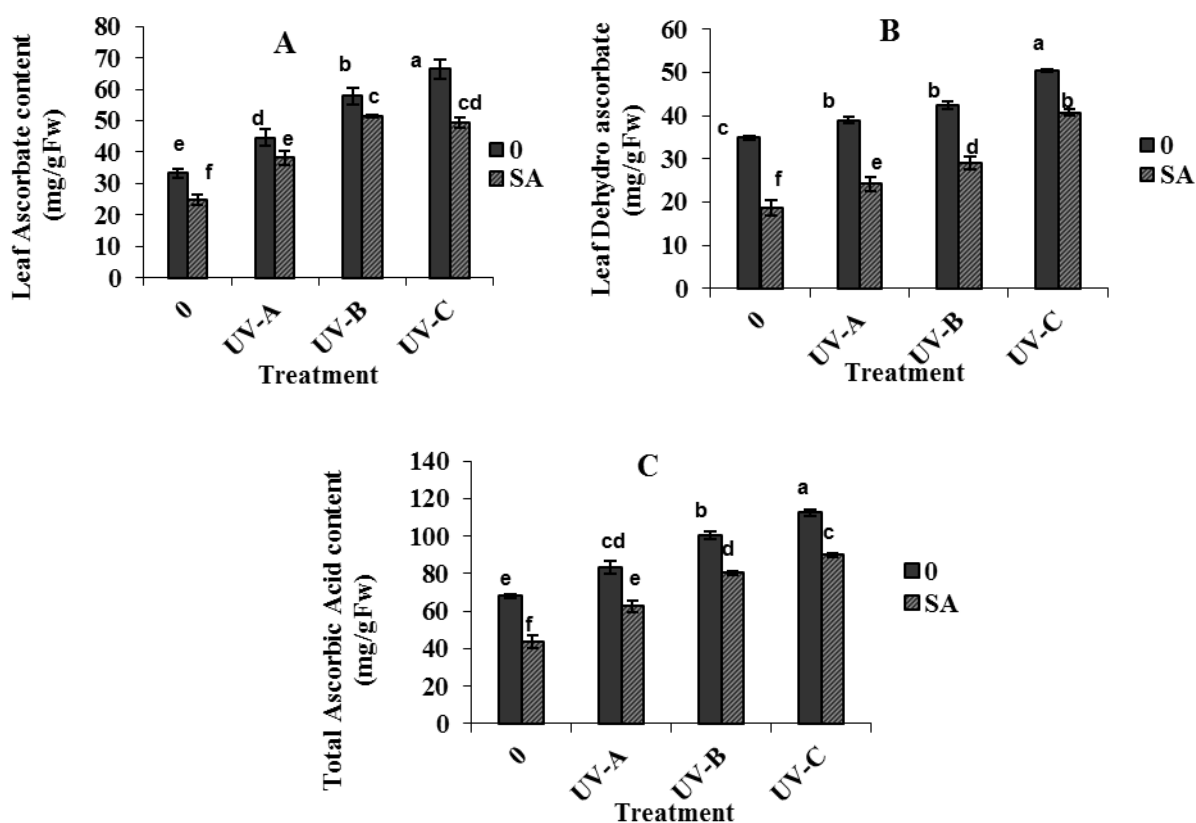 A
Leaf Ascorbate content
(mg/gFw)
80
70
60
50
40
30
20
10
0
e
f
d
e
b
c
a
cd
0
SA
0
UV-A
UV-B
UV-C
Treatment
B
Leaf Dehydro ascorbate
(mg/gFw)
60
50
40
30
20
10
0
c
f
b
e
b
d
a
b
0
SA
0
UV-A
UV-B
UV-C
Treatment
C
Total Ascorbic Acid content
(mg/gFw)
140
120
100
80
60
40
20
0
e
f
cd
e
b
d
a
c
0
SA
0
UV-A
UV-B
UV-C
Treatment